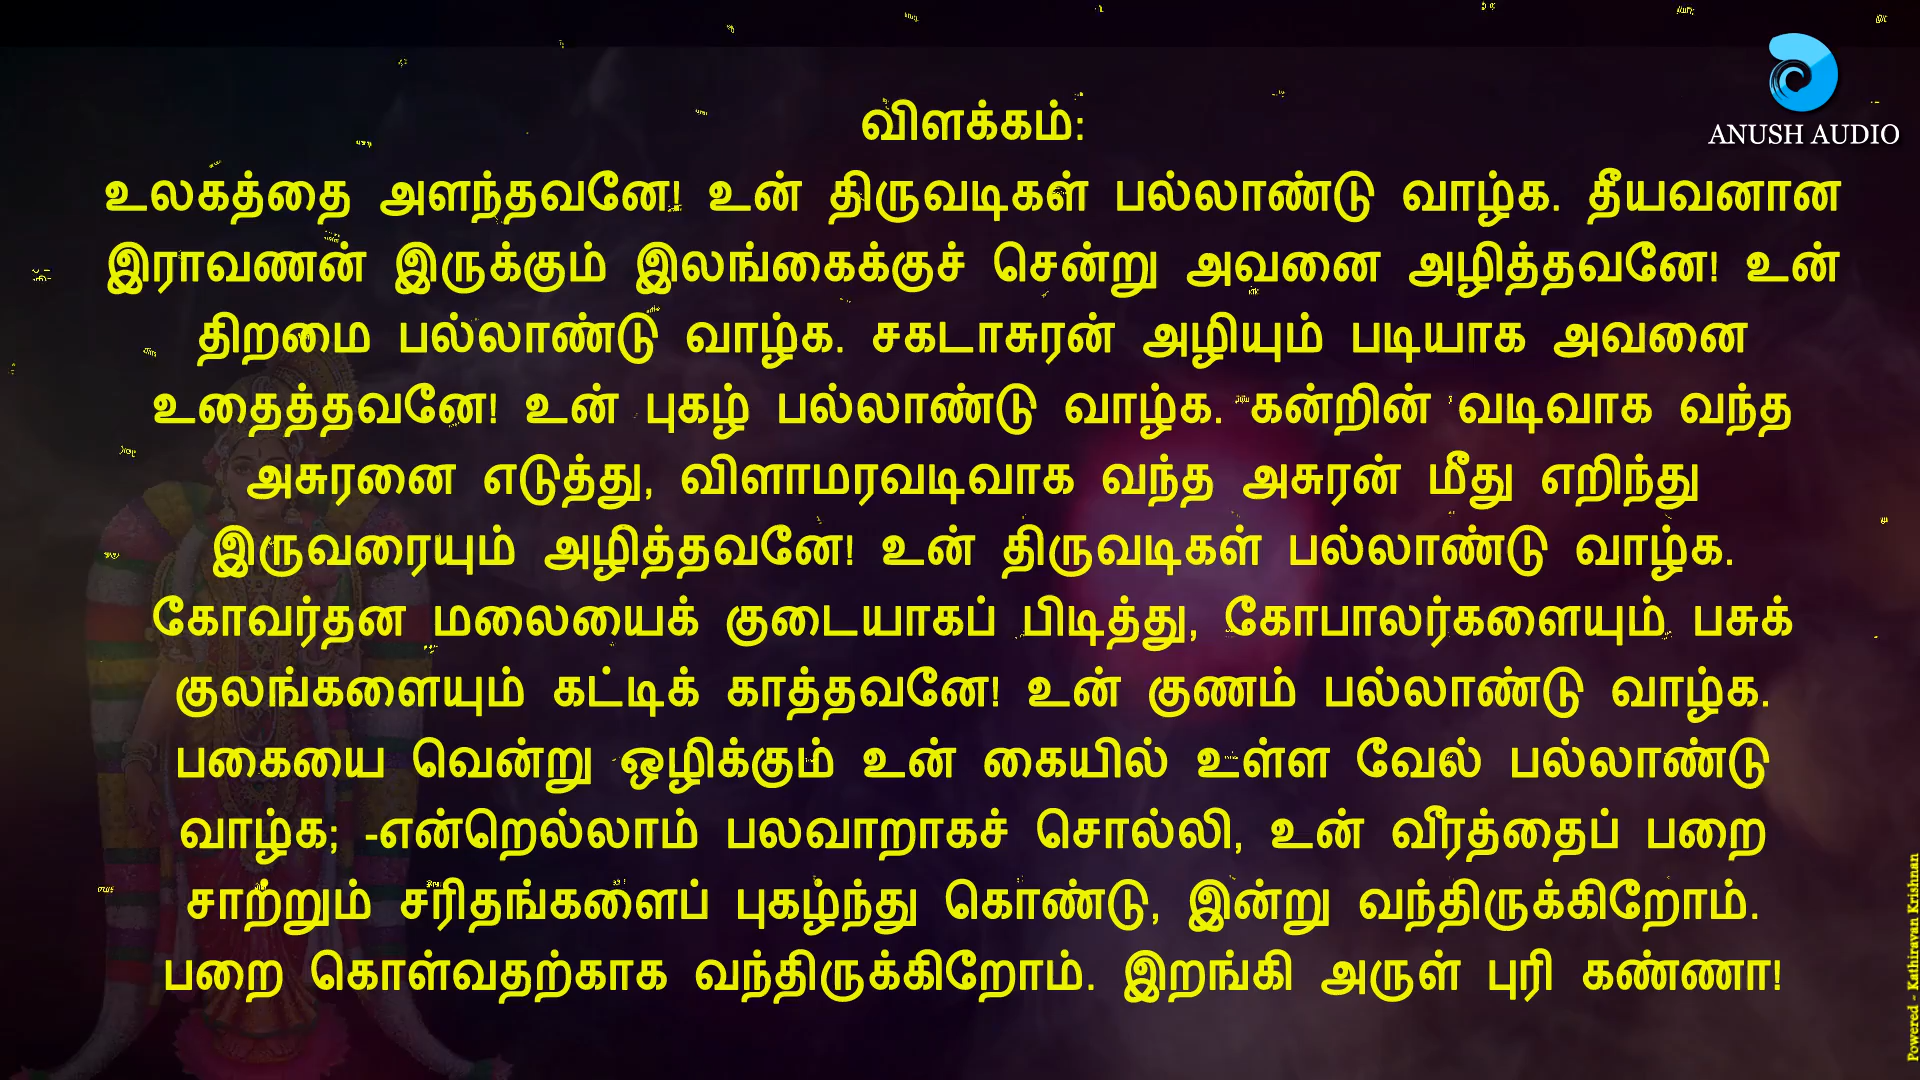 ANUSH AUDIO
விளக்கம்:
உலகத்தை அளந்தவனே! உன் திருவடிகள் பல்லாண்டு வாழ்க. தீயவனான
இராவணன் இருக்கும் இலங்கைக்குச் சென்று அவனை அழித்தவனே! உன்
திறமை பல்லாண்டு வாழ்க. சகடாசுரன் அழியும் படியாக அவனை
உதைத்தவனே! உன் புகழ் பல்லாண்டு வாழ்க. கன்றின் வடிவாக வந்த
அசுரனை எடுத்து, விளாமரவடிவாக வந்த அசுரன் மீது எறிந்து
இருவரையும் அழித்தவனே! உன் திருவடிகள் பல்லாண்டு வாழ்க.
கோவர்தன மலையைக் குடையாகப் பிடித்து, கோபாலர்களையும் பசுக்
குலங்களையும் கட்டிக் காத்தவனே! உன் குணம் பல்லாண்டு வாழ்க.
பகையை வென்று ஒழிக்கும் உன் கையில் உள்ள வேல் பல்லாண்டு
வாழ்க; -என்றெல்லாம் பலவாறாகச் சொல்லி, உன் வீரத்தைப் பறை
சாற்றும் சரிதங்களைப் புகழ்ந்து கொண்டு, இன்று வந்திருக்கிறோம்.
பறை கொள்வதற்காக வந்திருக்கிறோம். இறங்கி அருள் புரி கண்ணா!
Powered - Kathiravan Krishnan